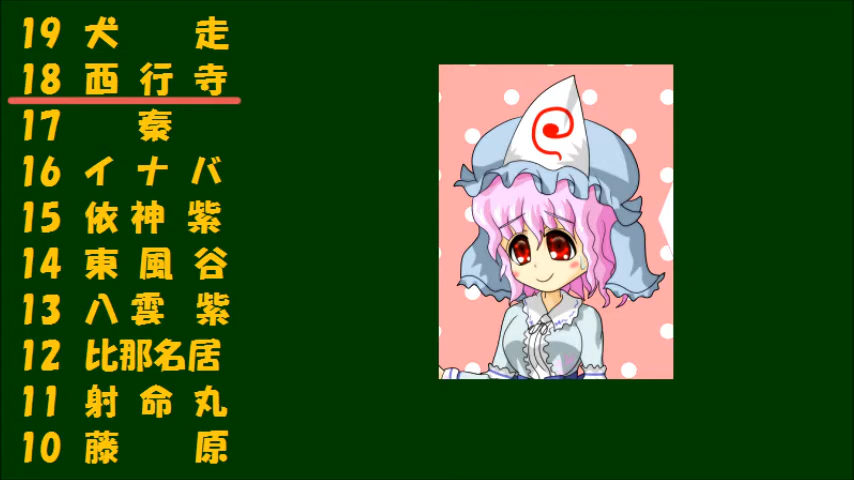 19 犬 走
18 西 行 寺
17 秦
16 イ ナ バ
15 依 神 紫
14 東 風 谷
13 八 雲 紫
12 比那名居
11 射 命 丸
10 藤 原